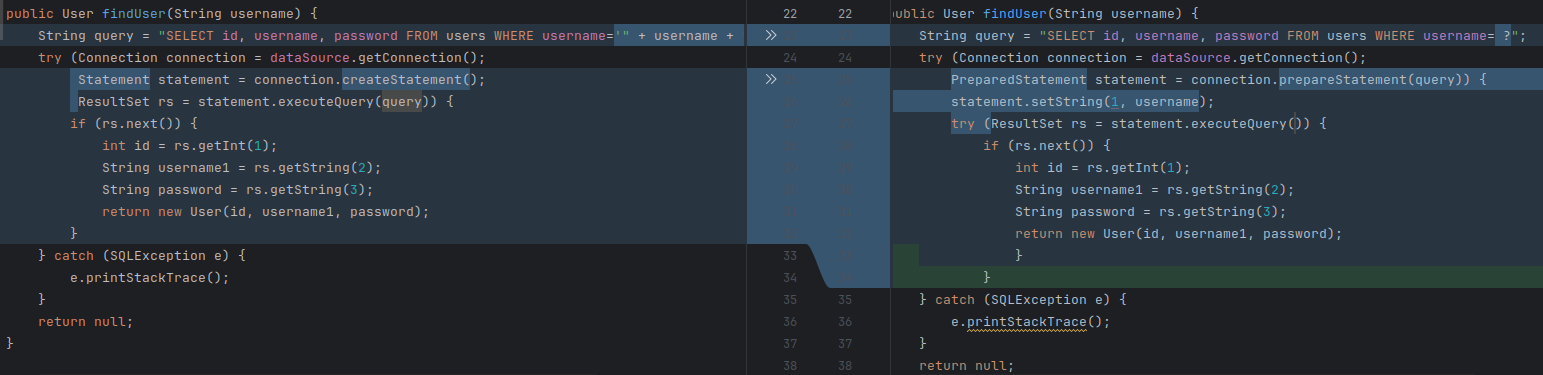 public User findUser(String username) {
    String query = "SELECT id, username, password FROM users WHERE username='" + username +
    try (Connection connection = dataSource.getConnection();
         Statement statement = connection.createStatement();
         ResultSet rs = statement.executeQuery(query)) {
        if (rs.next()) {
            int id = rs.getInt(1);
            String username1 = rs.getString(2);
            String password = rs.getString(3);
            return new User(id, username1, password);
        }
    } catch (SQLException e) {
        e.printStackTrace();
    }
    return null;
}
22 22
24 24
33
34
35 35
36 36
37 37
38 38
ublic User findUser(String username) {
    String query = "SELECT id, username, password FROM users WHERE username= ?";
    try (Connection connection = dataSource.getConnection();
        PreparedStatement statement = connection.prepareStatement(query)) {
        statement.setString(1, username);
        try (ResultSet rs = statement.executeQuery()) {
            if (rs.next()) {
                int id = rs.getInt(1);
                String username1 = rs.getString(2);
                String password = rs.getString(3);
                return new User(id, username1, password);
                }
            }
    } catch (SQLException e) {
        e.printStackTrace();
    }
    return null;